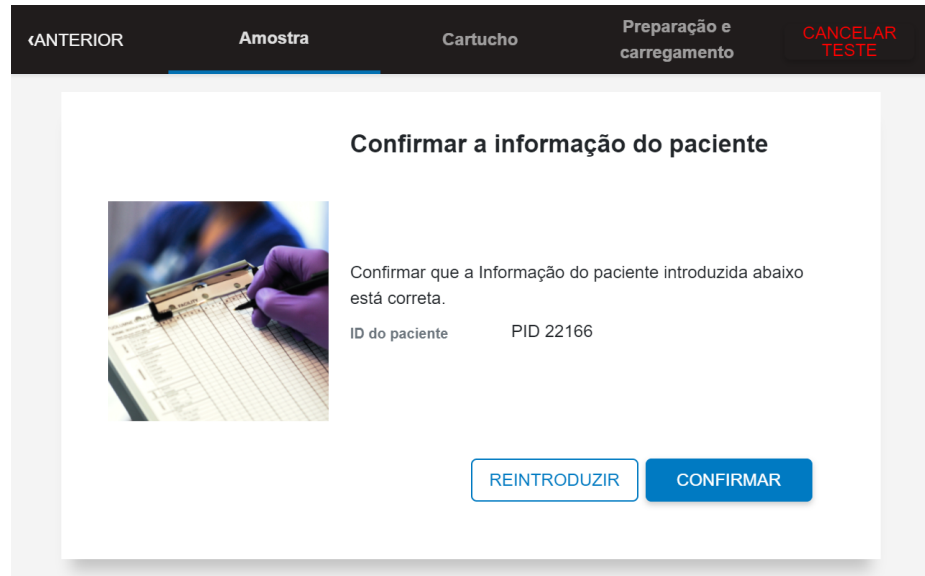 ‹ANTERIOR
Amostra
Cartucho
Preparação e
carregamento
CANCELAR
TESTE
Confirmar a informação do paciente
Confirmar que a Informação do paciente introduzida abaixo
está correta.
ID do paciente PID 22166
REINTRODUZIR
CONFIRMAR